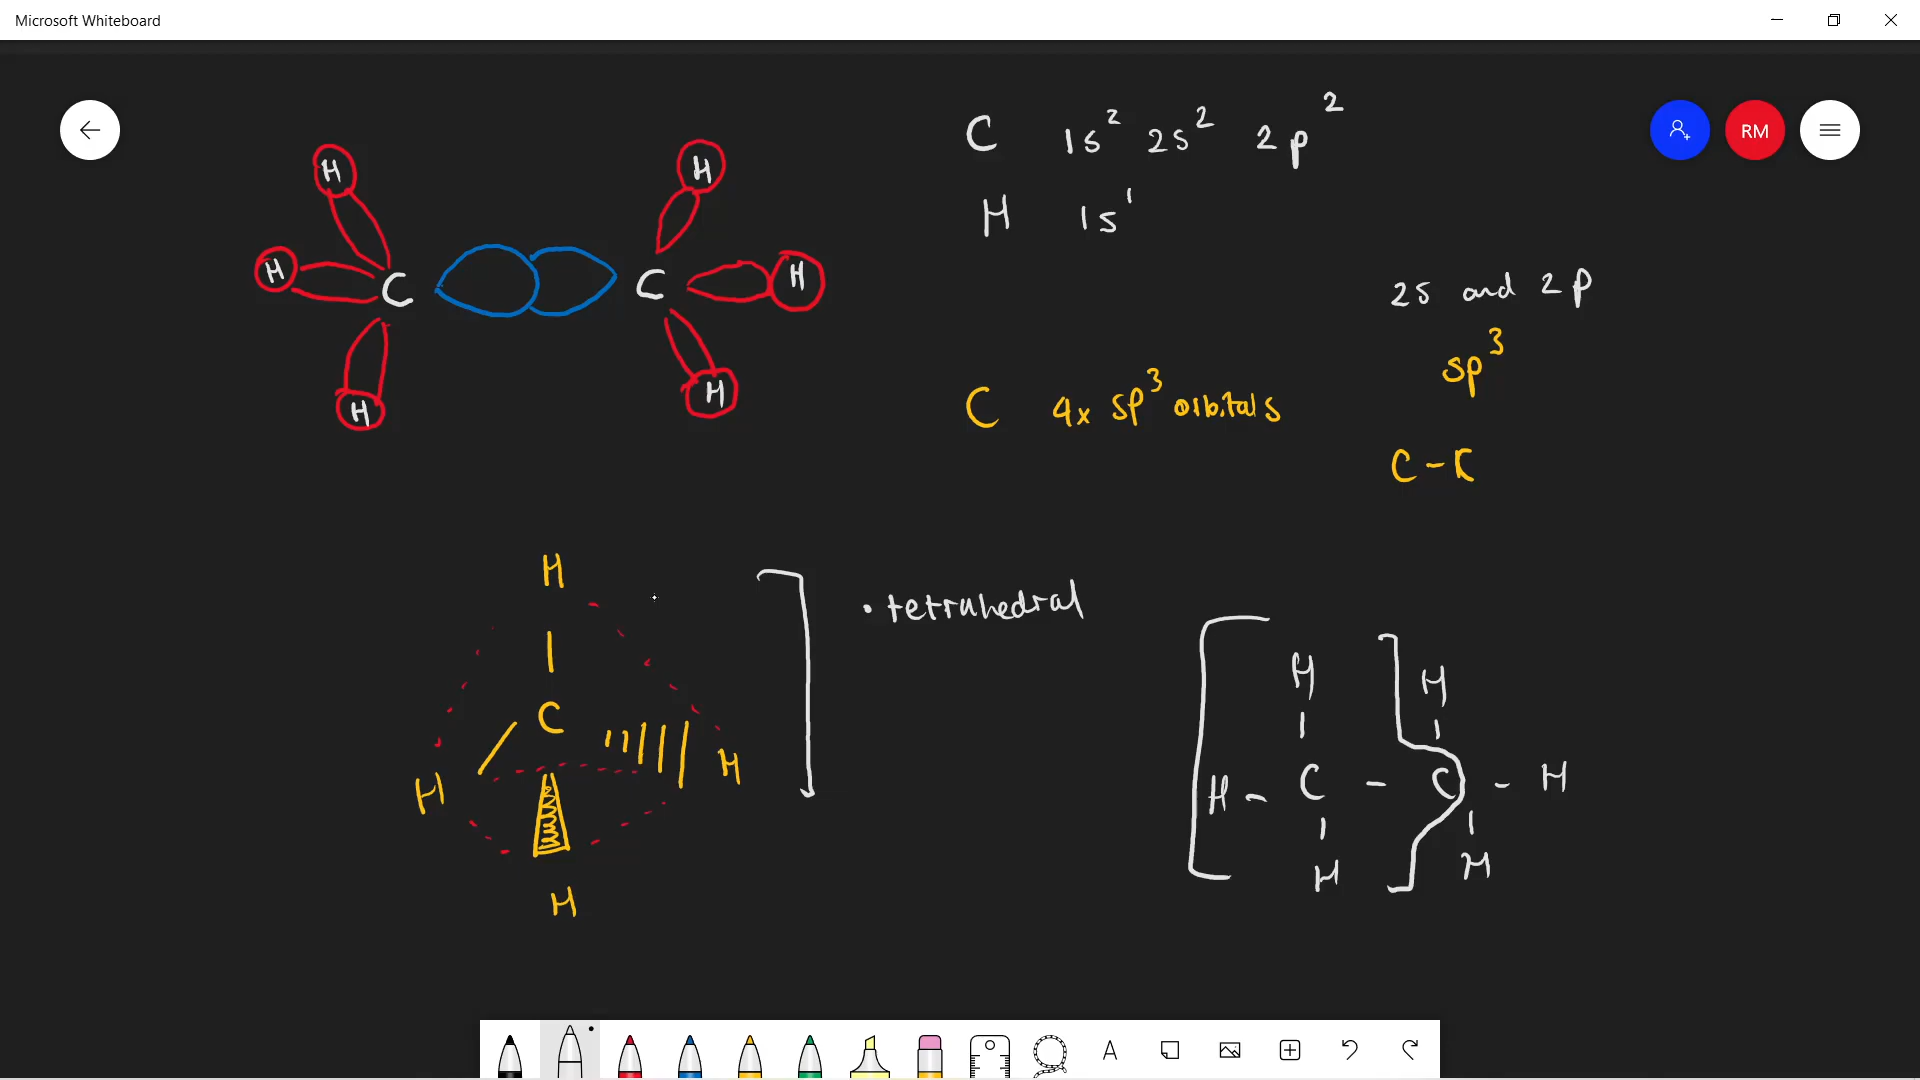 Microsoft Whiteboard
RM
C 1s² 2s² 2p²
H 1s¹
H H
H C C H
H H
2s and 2p
sp³
C 4x sp³ orbitals
C - C
H
C
H H
H
• tetrahedral
H H
H - C - C - H
H H
A